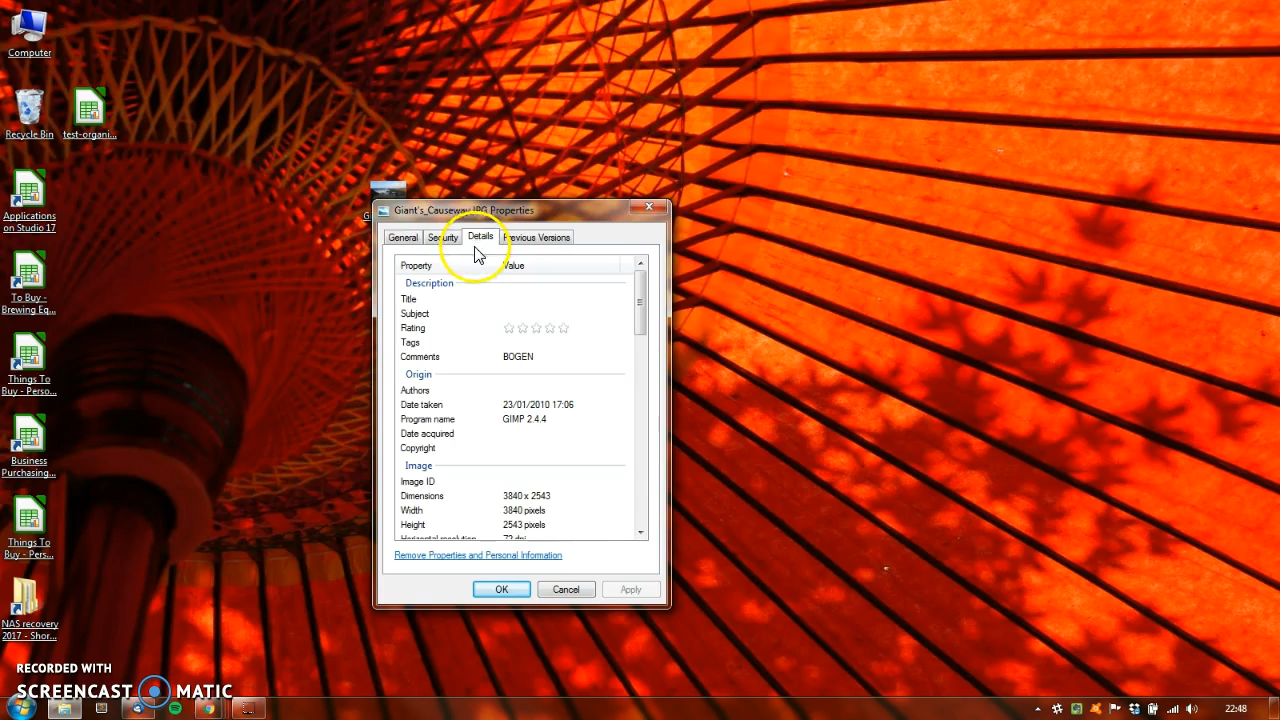 Computer
Recycle Bin
test-organi...
Applications
on Studio 17
To Buy -
Brewing Eq...
Things To
Buy - Perso...
Business
Purchasing...
Things To
Buy - Pers...
NAS recovery
2017 - Shor...
Giant's_Causeway.JPG Properties
General
Security
Details
Previous Versions
Property Value
Description
Title
Subject
Rating
Tags
Comments BOGEN
Origin
Authors
Date taken 23/01/2010 17:06
Program name GIMP 2.4.4
Date acquired
Copyright
Image
Image ID
Dimensions 3840 x 2543
Width 3840 pixels
Height 2543 pixels
Horizontal resolution 72 dpi
Remove Properties and Personal Information
OK
Cancel
Apply
RECORDED WITH
SCREENCAST MATIC
22:48